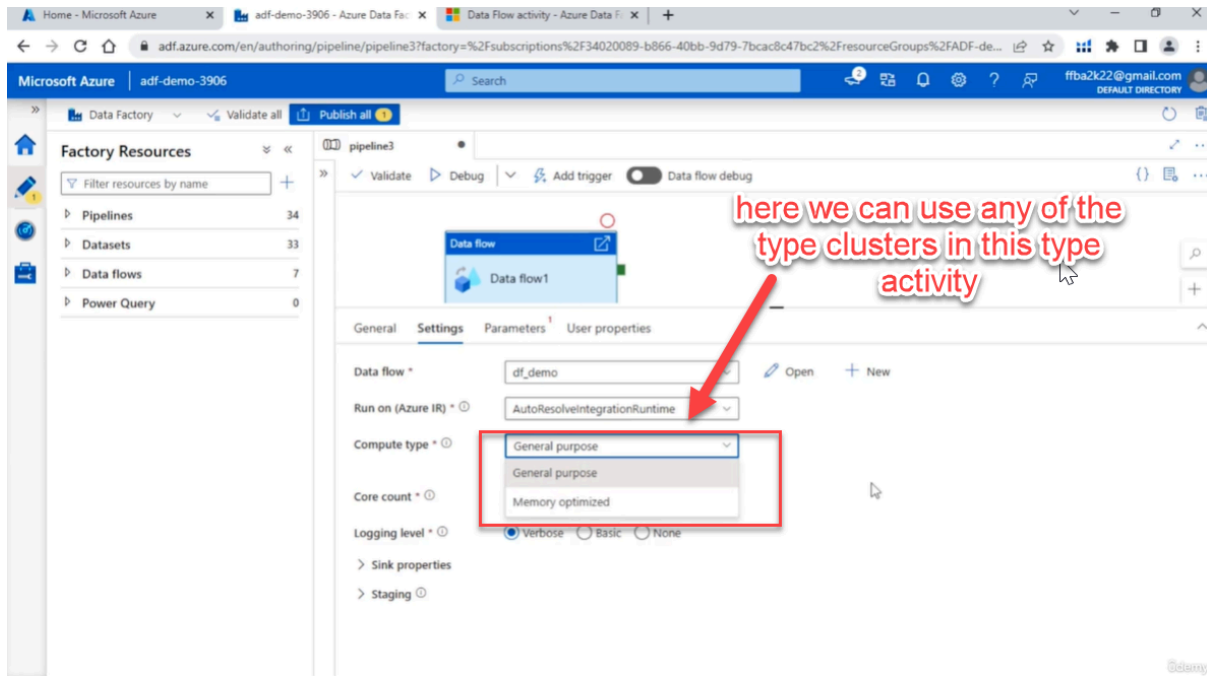 Home - Microsoft Azure
adf-demo-3906 - Azure Data Fac
Data Flow activity - Azure Data F
adf.azure.com/en/authoring/pipeline/pipeline3?factory=%2Fsubscriptions%2F34020089-b866-40bb-9d79-7bcac8c47bc2%2FresourceGroups%2FADF-de...
Microsoft Azure | adf-demo-3906
Search
2
ffba2k22@gmail.com
DEFAULT DIRECTORY
Data Factory
Validate all
Publish all 1
Factory Resources
Filter resources by name
1
Pipelines 34
Datasets 33
Data flows 7
Power Query 0
pipeline3
Validate Debug Add trigger Data flow debug
here we can use any of the
type clusters in this type
activity
Data flow
Data flow1
General Settings Parameters 1 User properties
Data flow * df_demo Open New
Run on (Azure IR) * AutoResolveIntegrationRuntime
Compute type * General purpose
General purpose
Core count *
Memory optimized
Logging level * Verbose Basic None
Sink properties
Staging
Udemy